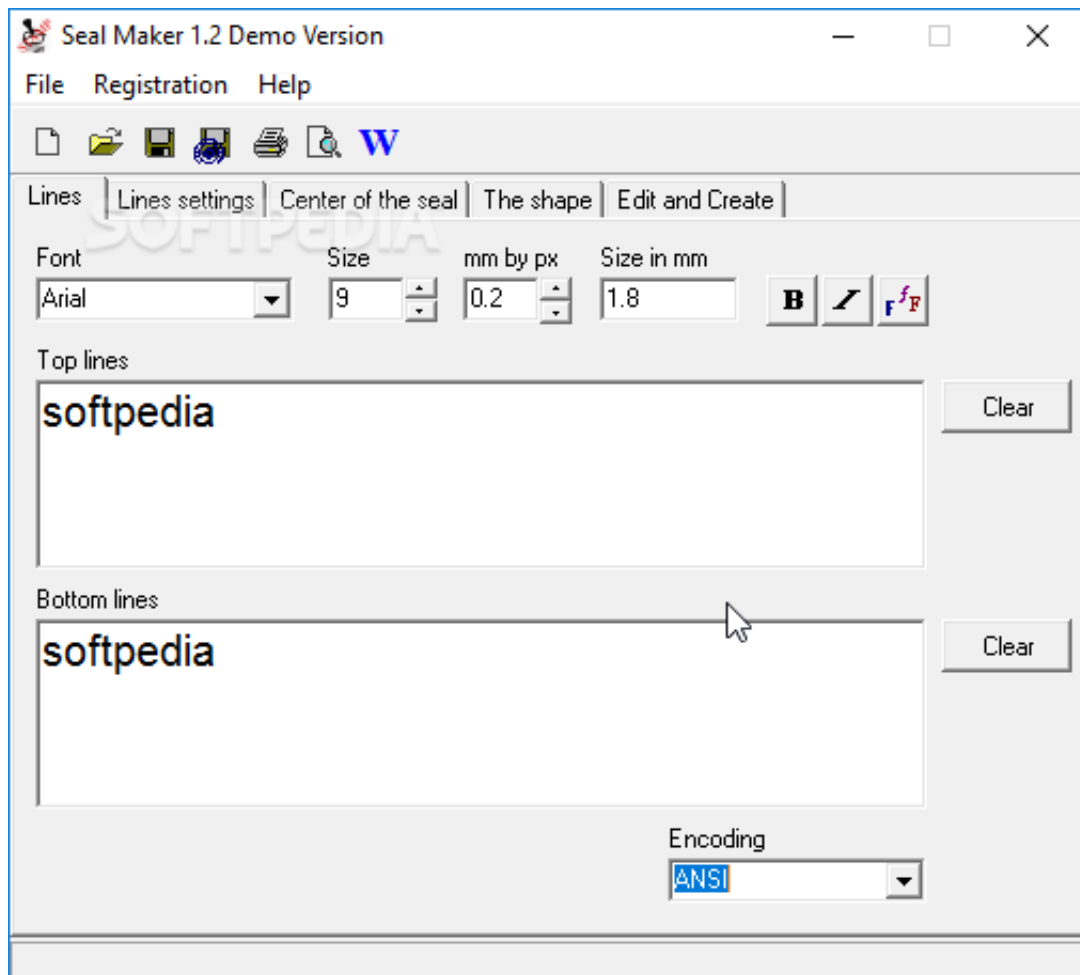 Seal Maker 1.2 Demo Version
File Registration Help
W
Lines Lines settings Center of the seal The shape Edit and Create
SOFTPEDIA
Font Size mm by px Size in mm
Arial 9 0.2 1.8 B I F f F
Top lines
softpedia Clear
Bottom lines
softpedia Clear
Encoding
ANSI